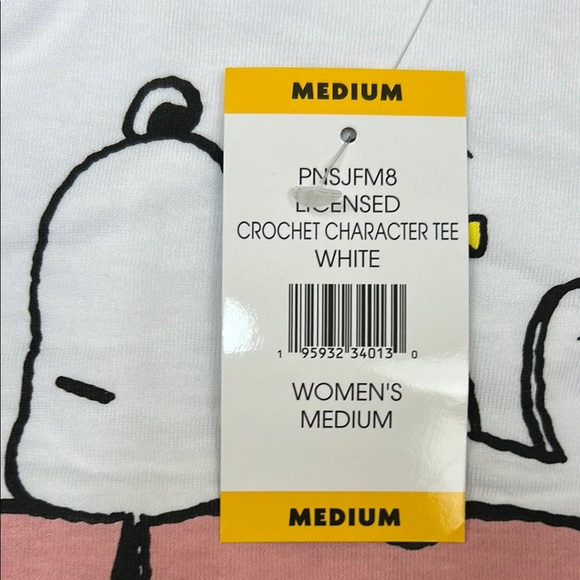 MEDIUM
PNSJFM8
LICENSED
CROCHET CHARACTER TEE
WHITE
1 95932 34013 0
WOMEN'S
MEDIUM
MEDIUM